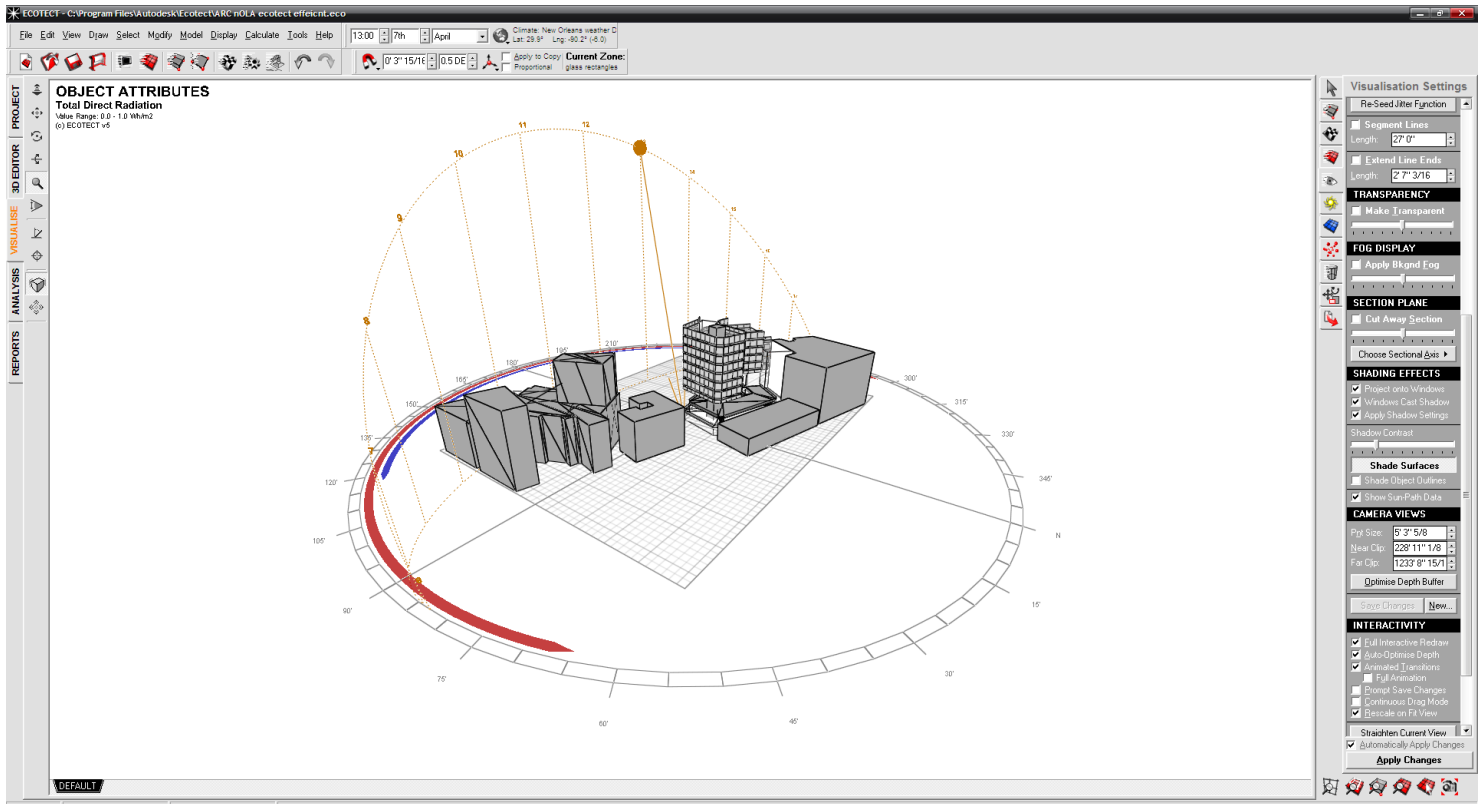 ECOTECT - C:\Program Files\Autodesk\Ecotect\ARC nOLA ecotect effeicnt.eco
File Edit View Draw Select Modify Model Display Calculate Tools Help
13:00 7th April
Climate: New Orleans weather D
Lat: 29.9° Lng: -90.2° (-6.0)
0' 3" 15/16 0.5 DE
Apply to Copy
Proportional
Current Zone:
glass rectangles
PROJECT
3D EDITOR
VISUALISE
ANALYSIS
REPORTS
OBJECT ATTRIBUTES
Total Direct Radiation
Value Range: 0.0 - 1.0 Wh/m2
(c) ECOTECT v5
11 12
10 14
9 15
8
7
210°
195°
180°
165°
150°
135°
120°
105°
90°
75°
60°
45°
30°
15°
N
345°
330°
315°
300°
DEFAULT
Visualisation Settings
Re-Seed Jitter Function
Segment Lines
Length: 27' 0"
Extend Line Ends
Length: 2' 7" 3/16
TRANSPARENCY
Make Transparent
FOG DISPLAY
Apply Bkgnd Fog
SECTION PLANE
Cut Away Section
Choose Sectional Axis
SHADING EFFECTS
Project onto Windows
Windows Cast Shadow
Apply Shadow Settings
Shadow Contrast
Shade Surfaces
Shade Object Outlines
Show Sun-Path Data
CAMERA VIEWS
Pnt Size: 5' 3" 5/8
Near Clip: 228' 11" 1/8
Far Clip: 1233' 8" 15/1
Optimise Depth Buffer
Save Changes New...
INTERACTIVITY
Full Interactive Redraw
Auto-Optimise Depth
Animated Transitions
Full Animation
Prompt Save Changes
Continuous Drag Mode
Rescale on Fit View
Straighten Current View
Automatically Apply Changes
Apply Changes